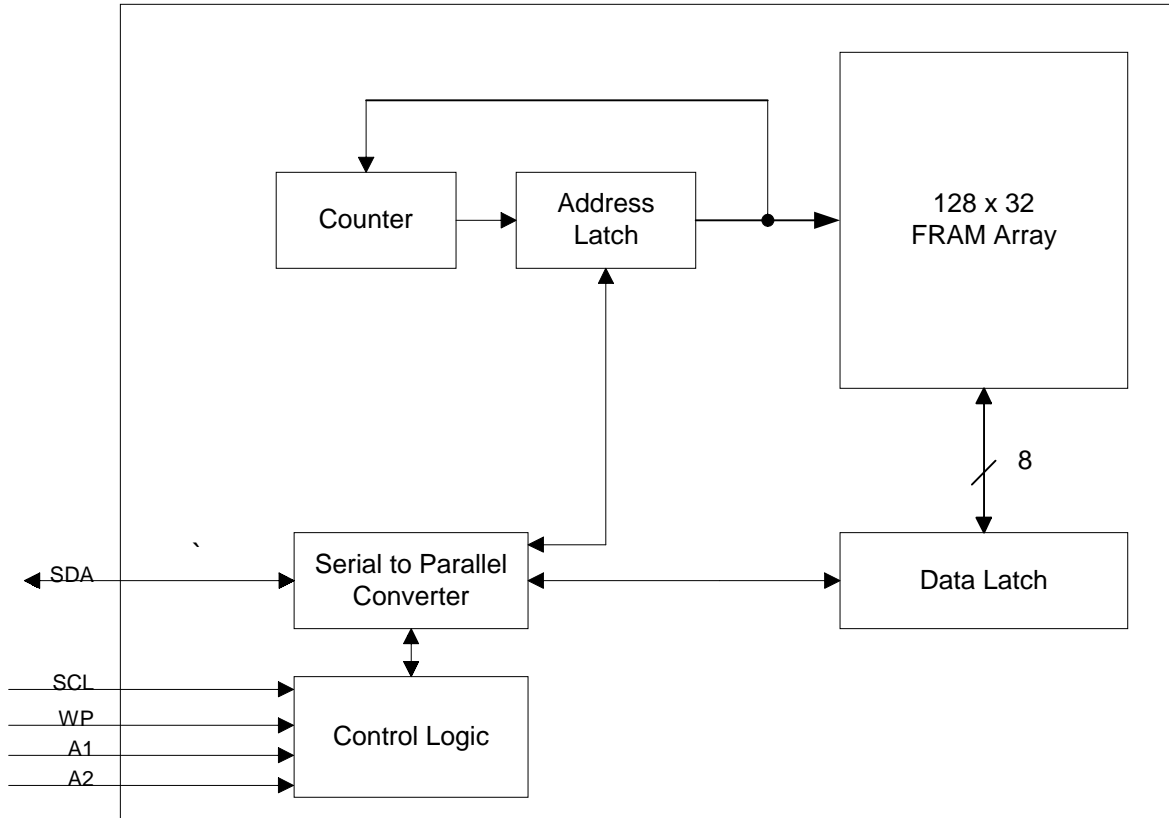 Counter
Address
Latch
128 x 32
FRAM Array
8
`
SDA
Serial to Parallel
Converter
Data Latch
SCL
WP
A1
A2
Control Logic